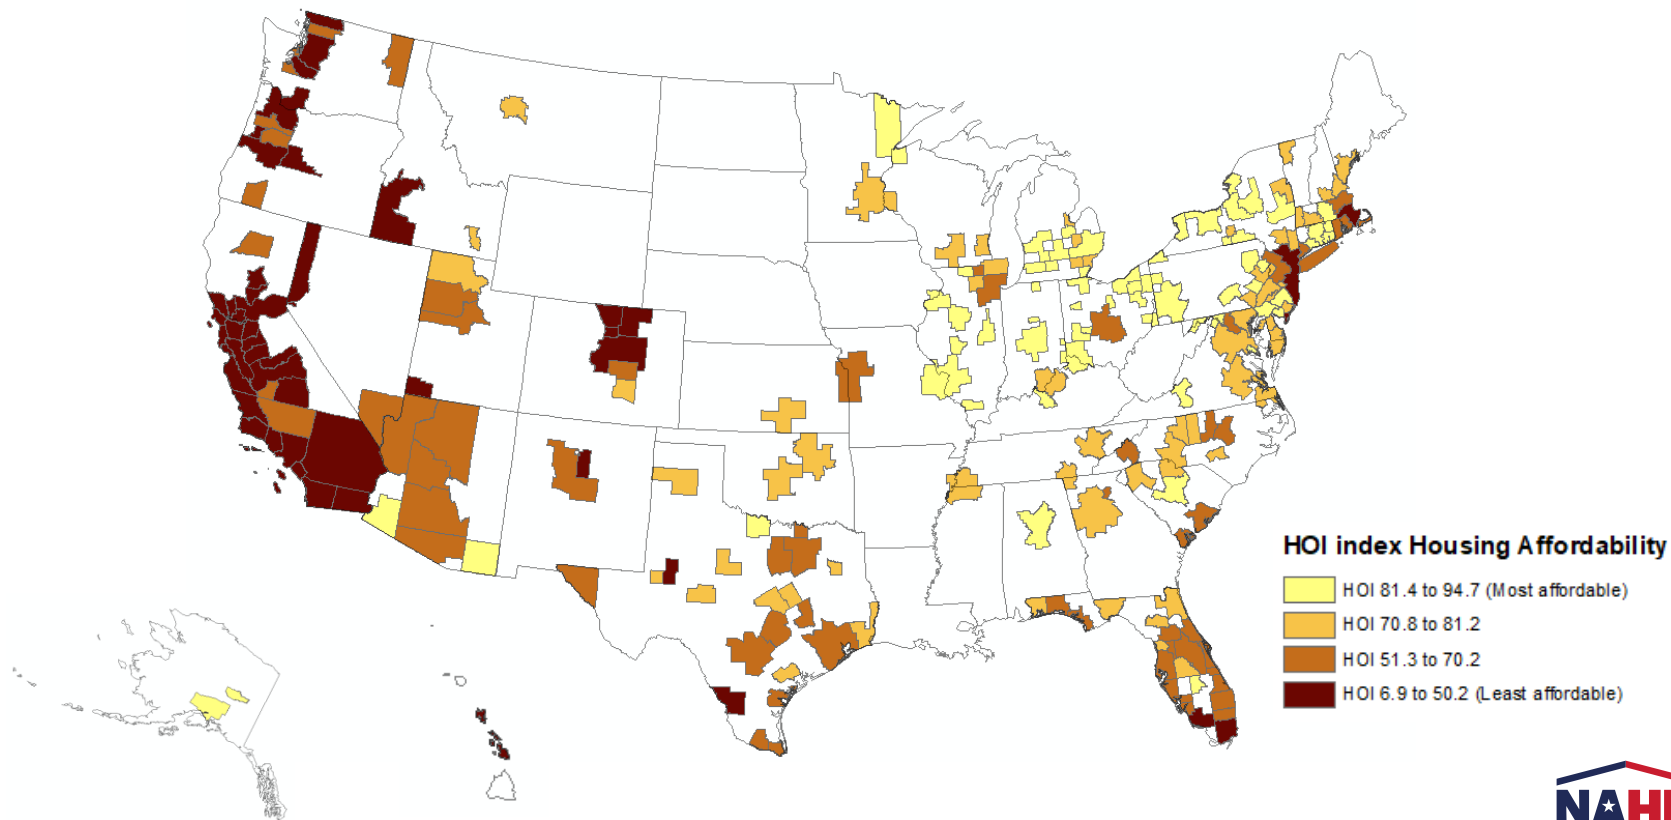 HOI index Housing Affordability
HOI 81.4 to 94.7 (Most affordable)
HOI 70.8 to 81.2
HOI 51.3 to 70.2
HOI 6.9 to 50.2 (Least affordable)
NAH